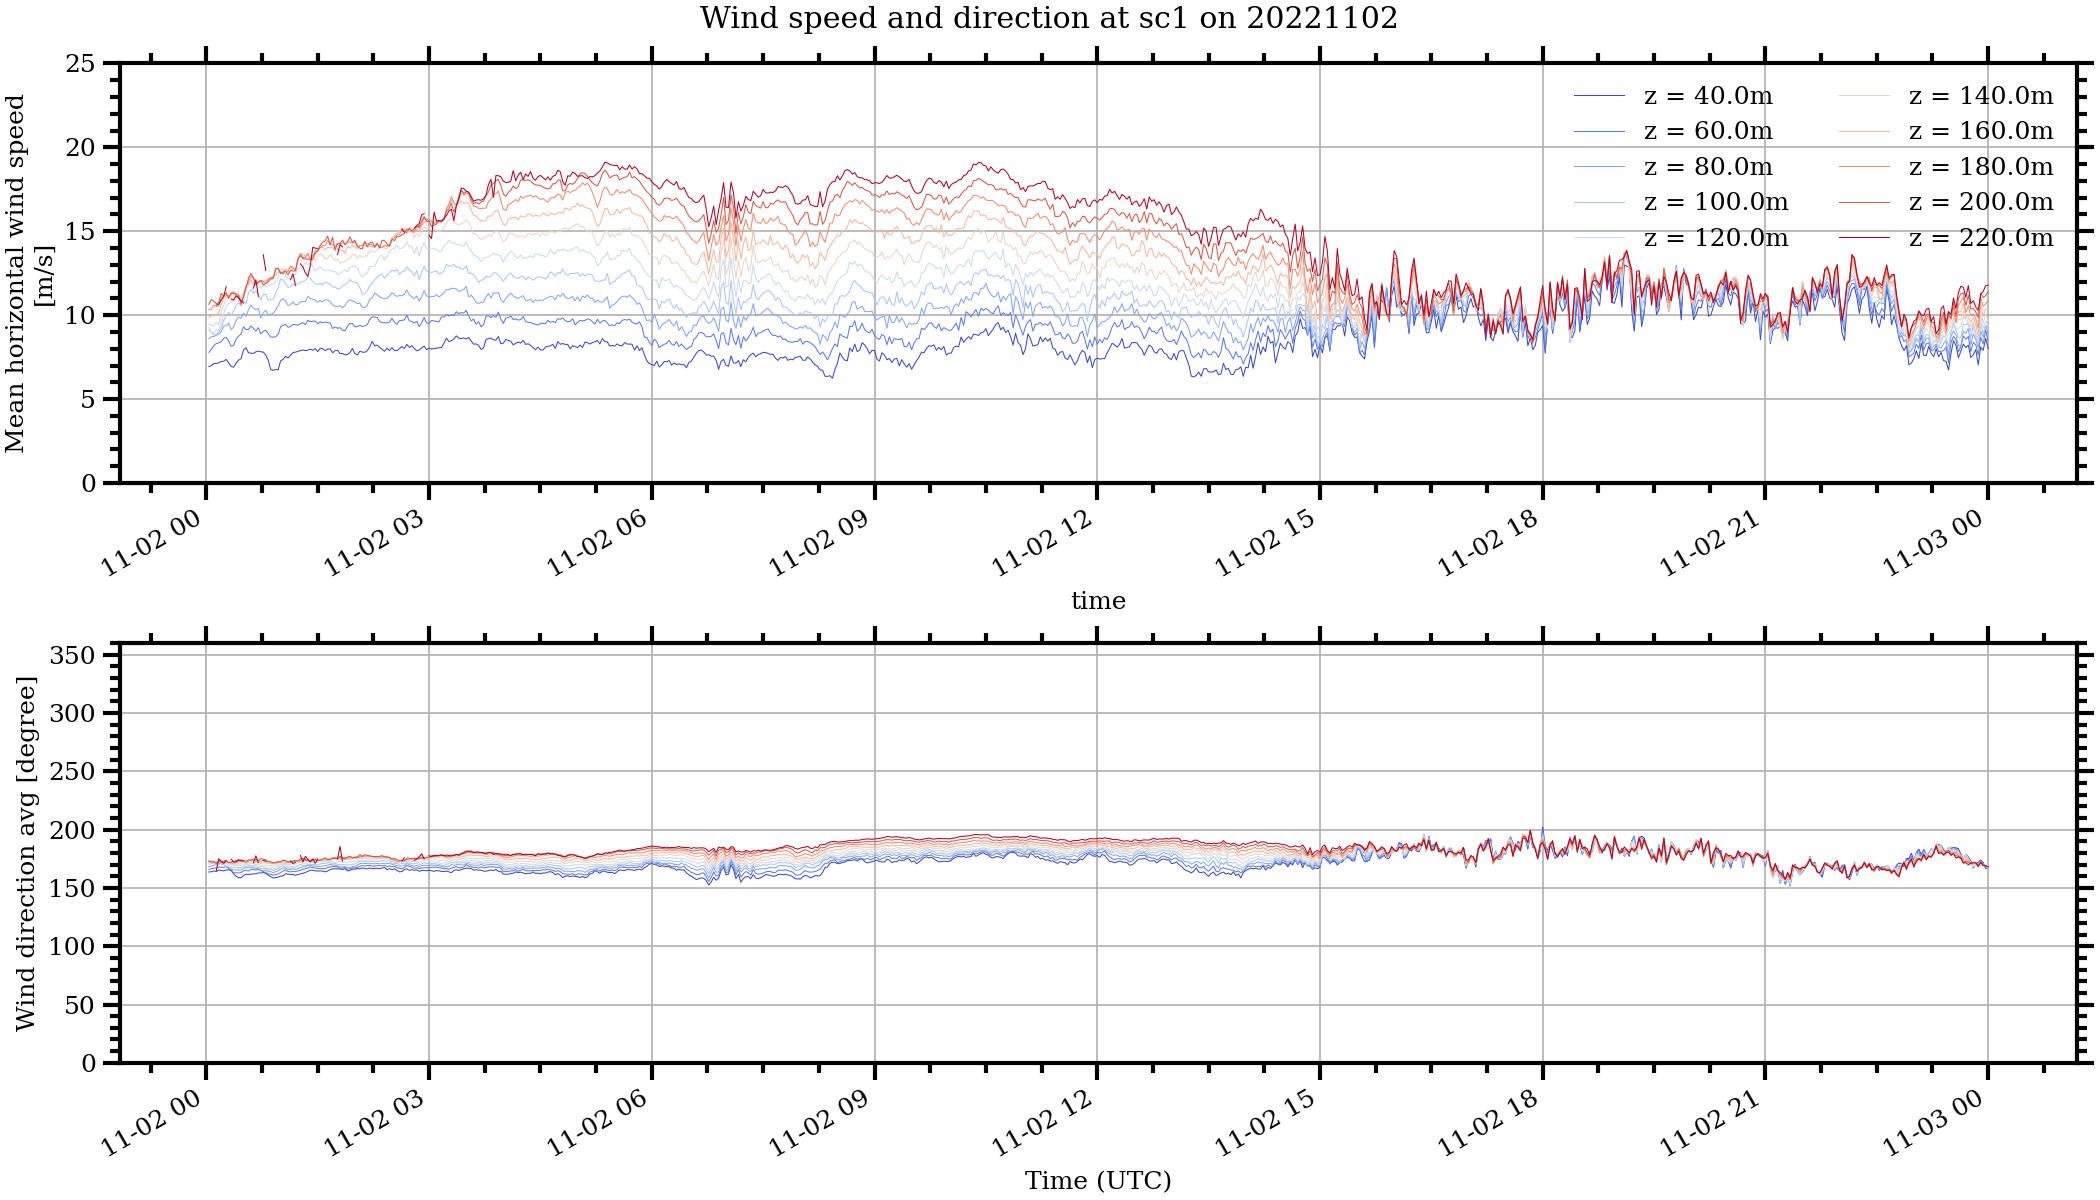 Wind speed and direction at sc1 on 20221102
Mean horizontal wind speed
[m/s]
25
20
15
10
5
0
z = 40.0m
z = 60.0m
z = 80.0m
z = 100.0m
z = 120.0m
z = 140.0m
z = 160.0m
z = 180.0m
z = 200.0m
z = 220.0m
11-02 00
11-02 03
11-02 06
11-02 09
11-02 12
11-02 15
11-02 18
11-02 21
11-03 00
time
Wind direction avg [degree]
350
300
250
200
150
100
50
0
11-02 00
11-02 03
11-02 06
11-02 09
11-02 12
11-02 15
11-02 18
11-02 21
11-03 00
Time (UTC)